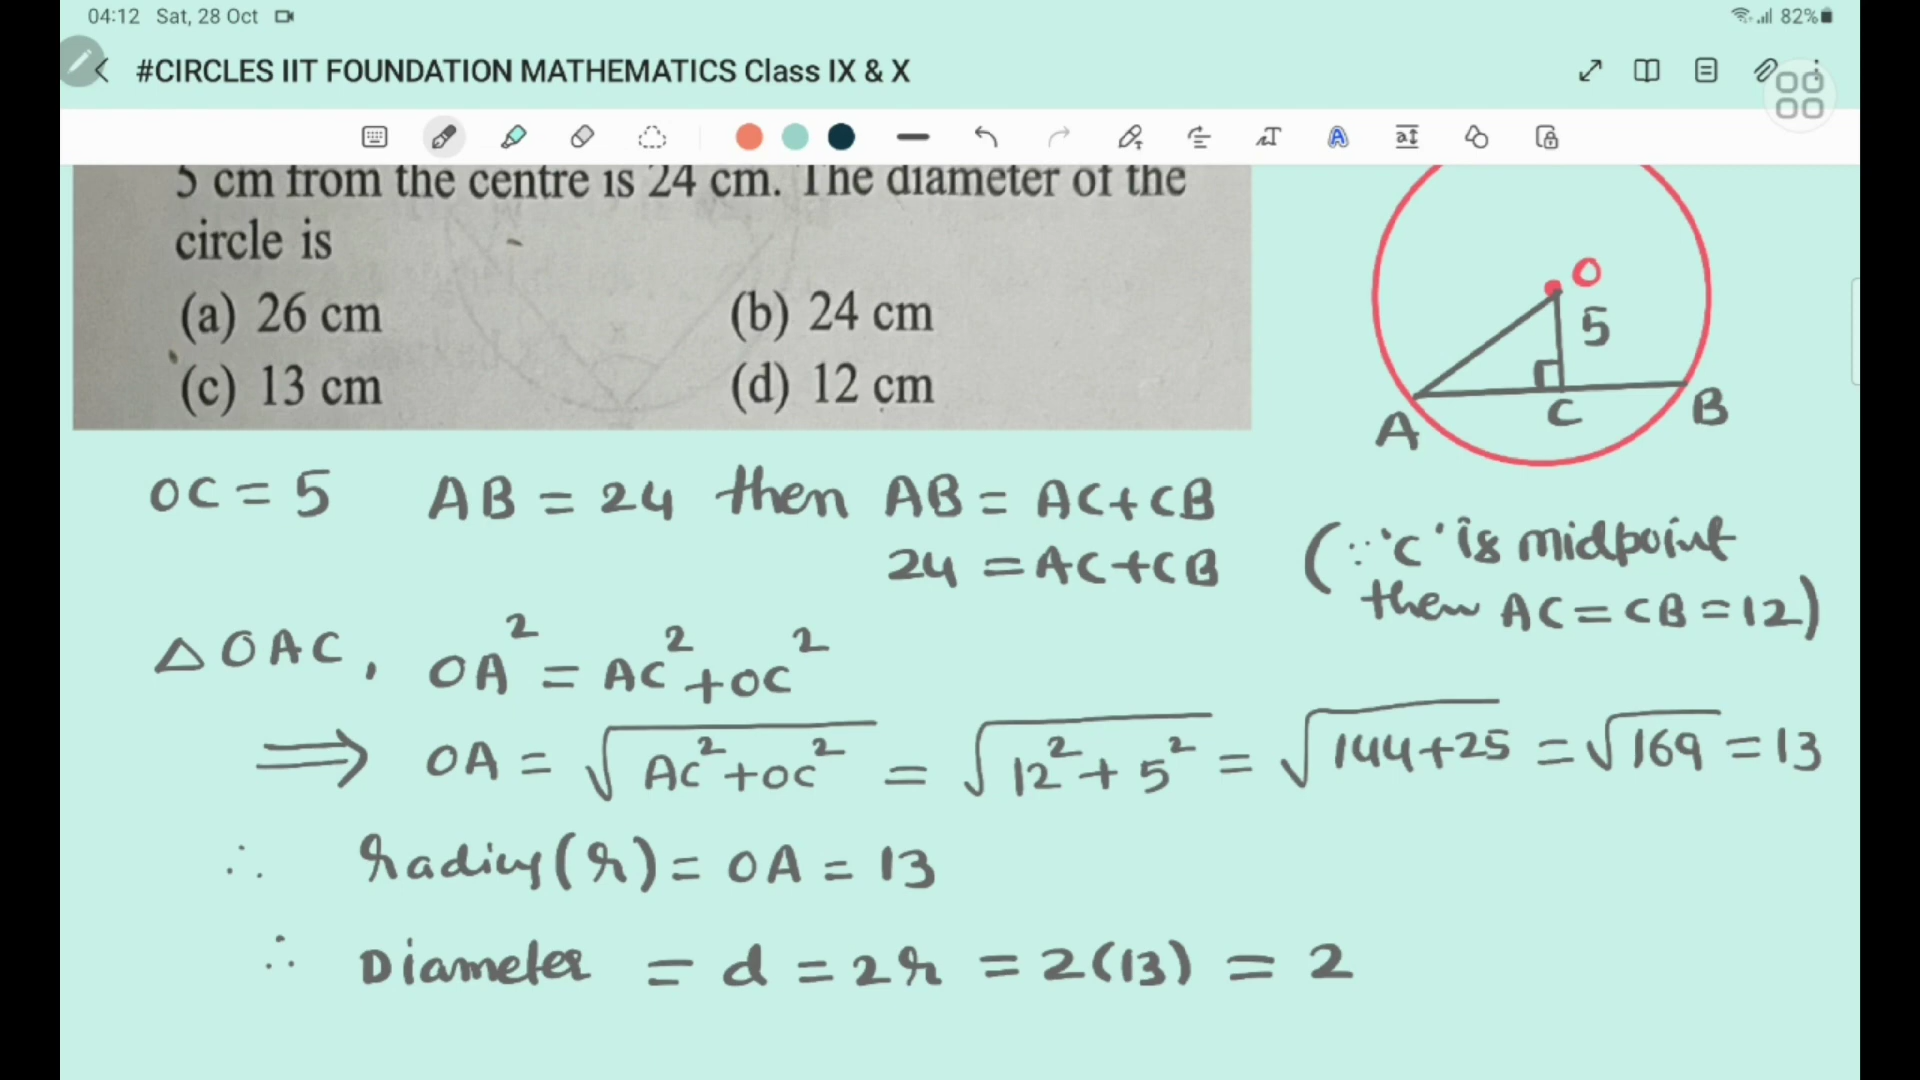 04:12 Sat, 28 Oct
82%
#CIRCLES IIT FOUNDATION MATHEMATICS Class IX & X
5 cm from the centre is 24 cm. The diameter of the
circle is
(a) 26 cm (b) 24 cm
(c) 13 cm (d) 12 cm
O
5
A C B
OC = 5 AB = 24 then AB = AC+CB
24 = AC+CB
(∵ 'C' is midpoint
then AC = CB = 12)
△OAC, OA² = AC²+OC²
⟹ OA = √(AC²+OC²) = √(12²+5²) = √(144+25) = √169 = 13
∴ Radius(r) = OA = 13
∴ Diameter = d = 2r = 2(13) = 2